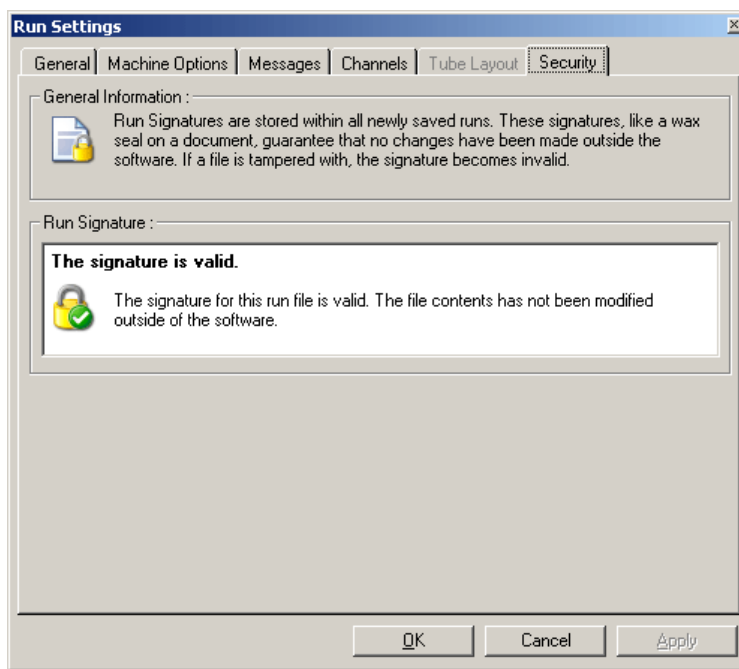 Run Settings
General Machine Options Messages Channels Tube Layout Security
General Information :
Run Signatures are stored within all newly saved runs. These signatures, like a wax
seal on a document, guarantee that no changes have been made outside the
software. If a file is tampered with, the signature becomes invalid.
Run Signature :
The signature is valid.
The signature for this run file is valid. The file contents has not been modified
outside of the software.
OK Cancel Apply